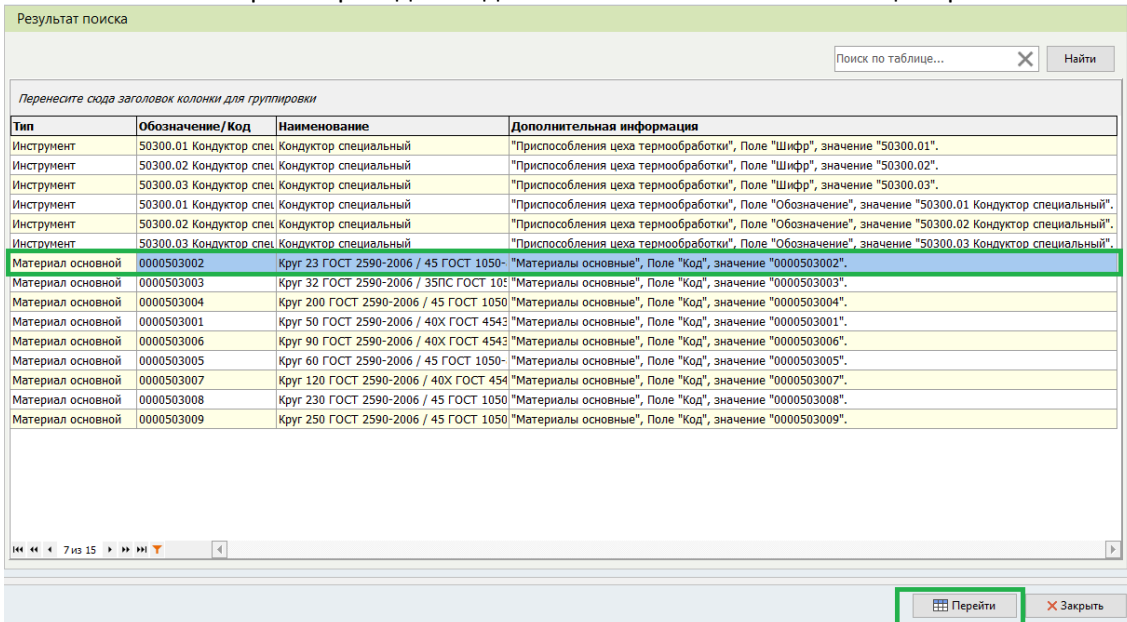 Результат поиска
Поиск по таблице... Найти
Перенесите сюда заголовок колонки для группировки
Тип Обозначение/Код Наименование Дополнительная информация
Инструмент 50300.01 Кондуктор спец Кондуктор специальный "Приспособления цеха термообработки", Поле "Шифр", значение "50300.01".
Инструмент 50300.02 Кондуктор спец Кондуктор специальный "Приспособления цеха термообработки", Поле "Шифр", значение "50300.02".
Инструмент 50300.03 Кондуктор спец Кондуктор специальный "Приспособления цеха термообработки", Поле "Шифр", значение "50300.03".
Инструмент 50300.01 Кондуктор спец Кондуктор специальный "Приспособления цеха термообработки", Поле "Обозначение", значение "50300.01 Кондуктор специальный".
Инструмент 50300.02 Кондуктор спец Кондуктор специальный "Приспособления цеха термообработки", Поле "Обозначение", значение "50300.02 Кондуктор специальный".
Инструмент 50300.03 Кондуктор спец Кондуктор специальный "Приспособления цеха термообработки", Поле "Обозначение", значение "50300.03 Кондуктор специальный".
Материал основной 0000503002 Круг 23 ГОСТ 2590-2006 / 45 ГОСТ 1050- "Материалы основные", Поле "Код", значение "0000503002".
Материал основной 0000503003 Круг 32 ГОСТ 2590-2006 / 35ПС ГОСТ 105 "Материалы основные", Поле "Код", значение "0000503003".
Материал основной 0000503004 Круг 200 ГОСТ 2590-2006 / 45 ГОСТ 1050 "Материалы основные", Поле "Код", значение "0000503004".
Материал основной 0000503001 Круг 50 ГОСТ 2590-2006 / 40Х ГОСТ 4543 "Материалы основные", Поле "Код", значение "0000503001".
Материал основной 0000503006 Круг 90 ГОСТ 2590-2006 / 40Х ГОСТ 4543 "Материалы основные", Поле "Код", значение "0000503006".
Материал основной 0000503005 Круг 60 ГОСТ 2590-2006 / 45 ГОСТ 1050- "Материалы основные", Поле "Код", значение "0000503005".
Материал основной 0000503007 Круг 120 ГОСТ 2590-2006 / 40Х ГОСТ 454 "Материалы основные", Поле "Код", значение "0000503007".
Материал основной 0000503008 Круг 230 ГОСТ 2590-2006 / 45 ГОСТ 1050 "Материалы основные", Поле "Код", значение "0000503008".
Материал основной 0000503009 Круг 250 ГОСТ 2590-2006 / 45 ГОСТ 1050 "Материалы основные", Поле "Код", значение "0000503009".
7 из 15
Перейти Закрыть